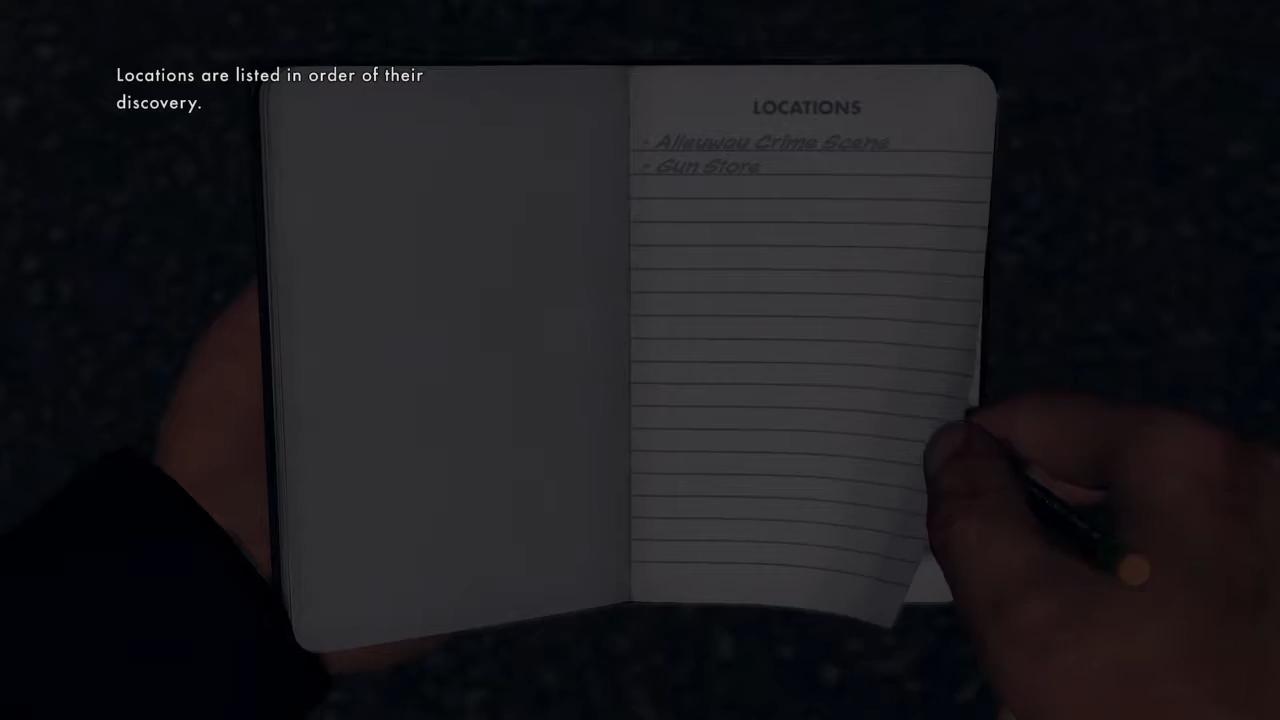 Locations are listed in order of their
discovery.
LOCATIONS
- Alleyway Crime Scene
- Gun Store